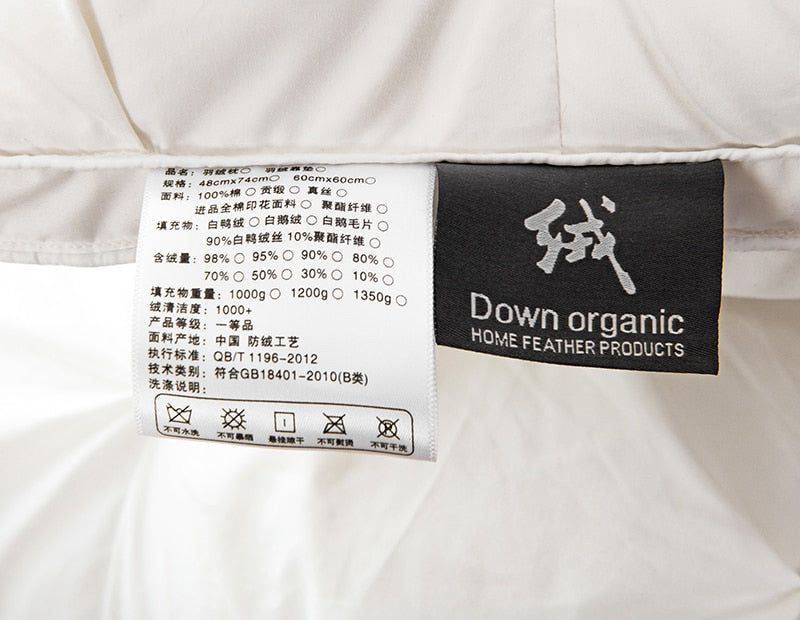 品名: 羽绒枕○ 羽绒靠垫○
规格: 48cmx74cm○ 60cmx60cm○
面料: 100%棉 ○ 贡缎 ○ 真丝 ○
进品全棉印花面料 ○ 聚酯纤维 ○
填充物: 白鸭绒 ○ 白鹅绒 ○ 白鹅毛片 ○
90%白鸭绒丝 10%聚酯纤维 ○
含绒量: 98% ○ 95% ○ 90% ○ 80% ○
70% ○ 50% ○ 30% ○ 10% ○
填充物重量: 1000g ○ 1200g ○ 1350g ○
绒清洁度: 1000+
产品等级: 一等品
面料产地: 中国 防绒工艺
执行标准: QB/T 1196-2012
技术类别: 符合GB18401-2010(B类)
洗涤说明:
不可水洗 不可暴晒 悬挂晾干 不可熨烫 不可干洗
绒
Down organic
HOME FEATHER PRODUCTS